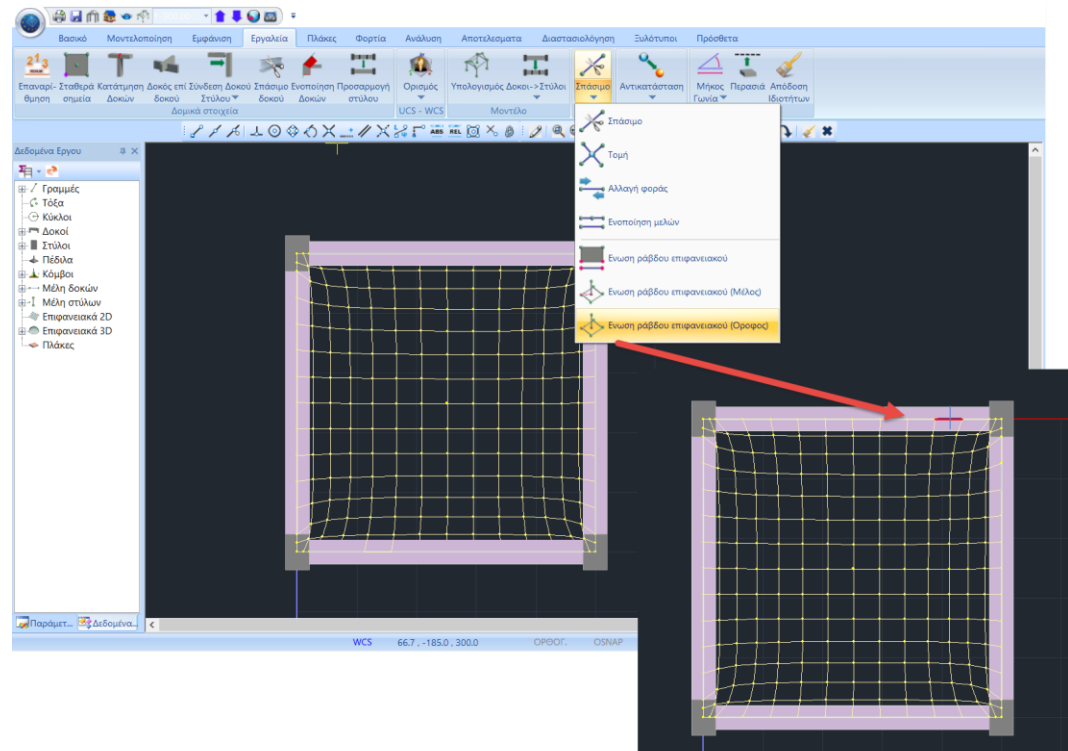 Βασικό Μοντελοποίηση Εμφάνιση Εργαλεία Πλάκες Φορτία Ανάλυση Αποτελεσματα Διαστασιολόγηση Ξυλότυποι Πρόσθετα
Επαναρί- Σταθερά Κατάτμηση Δοκός επί Σύνδεση Δοκού Σπάσιμο Ενοποίηση Προσαρμογή Ορισμός Υπολογισμός Δοκοι->Στύλοι Σπάσιμο Αντικατάσταση Μήκος Περασιά Απόδοση
θμηση σημεία Δοκών δοκού Στύλου δοκού Δοκών στύλου Γωνία Ιδιοτήτων
Δομικά στοιχεία UCS - WCS Μοντέλο
ABS REL
Σπάσιμο
Τομή
Αλλαγή φοράς
Ενοποίηση μελών
Ενωση ράβδου επιφανειακού
Ενωση ράβδου επιφανειακού (Μέλος)
Ενωση ράβδου επιφανειακού (Οροφος)
Δεδομένα Εργου
Γραμμές
Τόξα
Κύκλοι
Δοκοί
Στύλοι
Πέδιλα
Κόμβοι
Μέλη δοκών
Μέλη στύλων
Επιφανειακά 2D
Επιφανειακά 3D
Πλάκες
Παράμετ... Δεδομένα...
WCS 66.7 , -185.0 , 300.0 ΟΡΘΟΓ. OSNAP